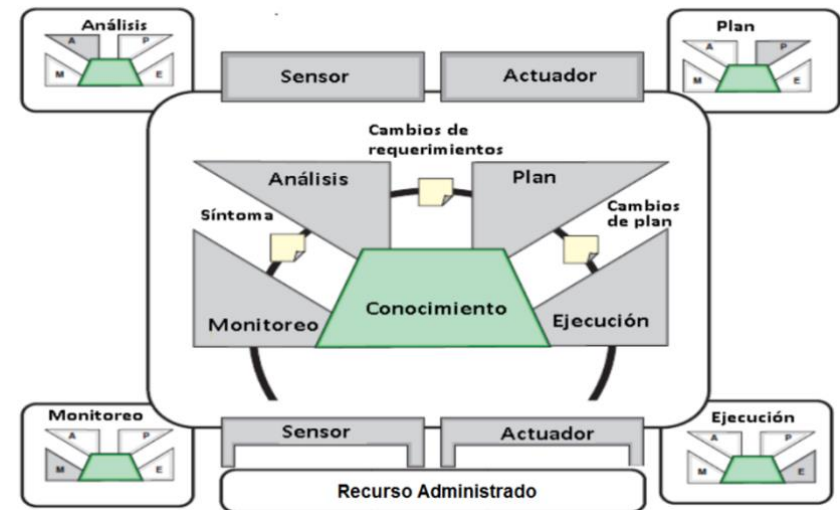 Análisis
A
P
M
E
Plan
A
P
M
E
Sensor
Actuador
Cambios de
requerimientos
Análisis
Plan
Síntoma
Cambios
de plan
Conocimiento
Monitoreo
Ejecución
Monitoreo
A
P
M
E
Sensor
Actuador
Ejecución
A
P
M
E
Recurso Administrado